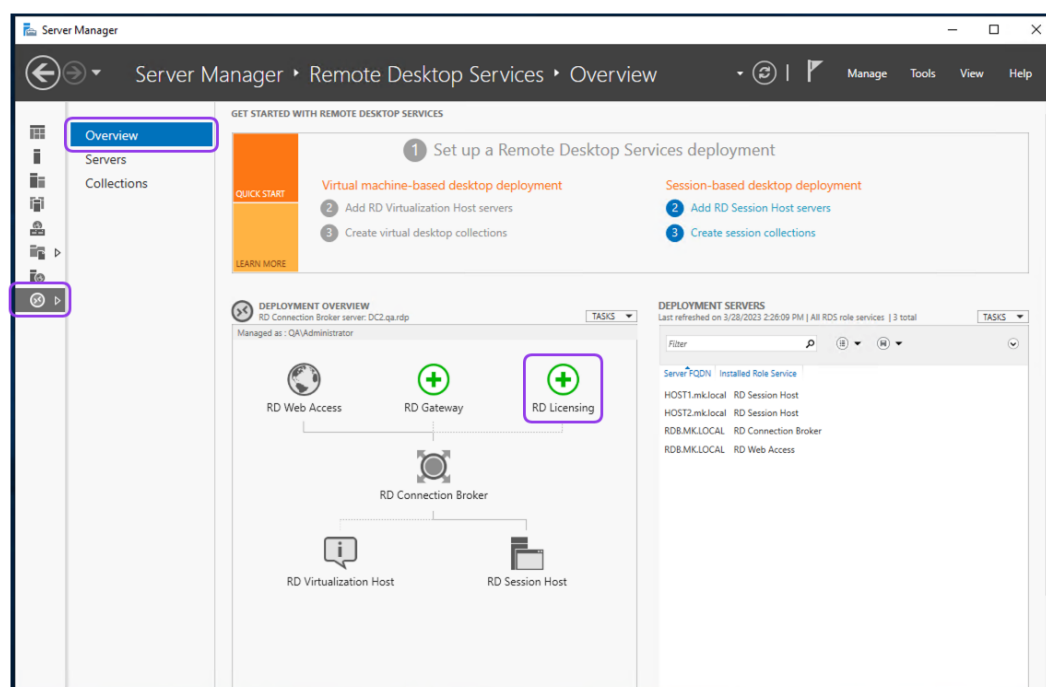 Server Manager
Server Manager ‣ Remote Desktop Services ‣ Overview
Manage Tools View Help
Overview
Servers
Collections
GET STARTED WITH REMOTE DESKTOP SERVICES
1 Set up a Remote Desktop Services deployment
QUICK START
LEARN MORE
Virtual machine-based desktop deployment
2 Add RD Virtualization Host servers
3 Create virtual desktop collections
Session-based desktop deployment
2 Add RD Session Host servers
3 Create session collections
DEPLOYMENT OVERVIEW
RD Connection Broker server: DC2.qa.rdp
TASKS
Managed as : QA\Administrator
RD Web Access
RD Gateway
RD Licensing
RD Connection Broker
RD Virtualization Host
RD Session Host
DEPLOYMENT SERVERS
Last refreshed on 3/28/2023 2:26:09 PM | All RDS role services | 3 total
TASKS
Filter
Server FQDN Installed Role Service
HOST1.mk.local RD Session Host
HOST2.mk.local RD Session Host
RDB.MK.LOCAL RD Connection Broker
RDB.MK.LOCAL RD Web Access